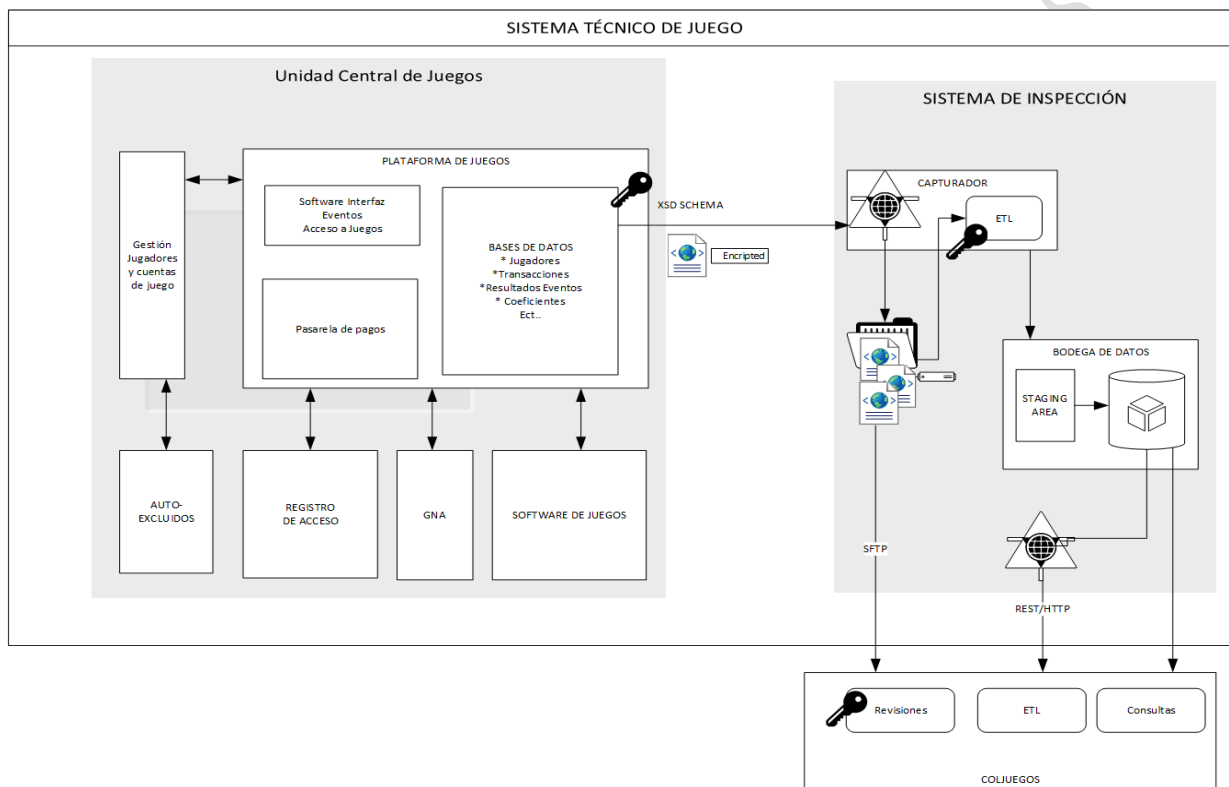 SISTEMA TÉCNICO DE JUEGO
Unidad Central de Juegos
SISTEMA DE INSPECCIÓN
PLATAFORMA DE JUEGOS
Gestión
Jugadores
y cuentas
de juego
Software Interfaz
Eventos
Acceso a Juegos
Pasarela de pagos
BASES DE DATOS
* Jugadores
*Transacciones
*Resultados Eventos
* Coeficientes
Ect..
XSD SCHEMA
Encripted
CAPTURADOR
ETL
BODEGA DE DATOS
STAGING
AREA
AUTO-
EXCLUIDOS
REGISTRO
DE ACCESO
GNA
SOFTWARE DE JUEGOS
SFTP
REST/HTTP
Revisiones
ETL
Consultas
COLJUEGOS